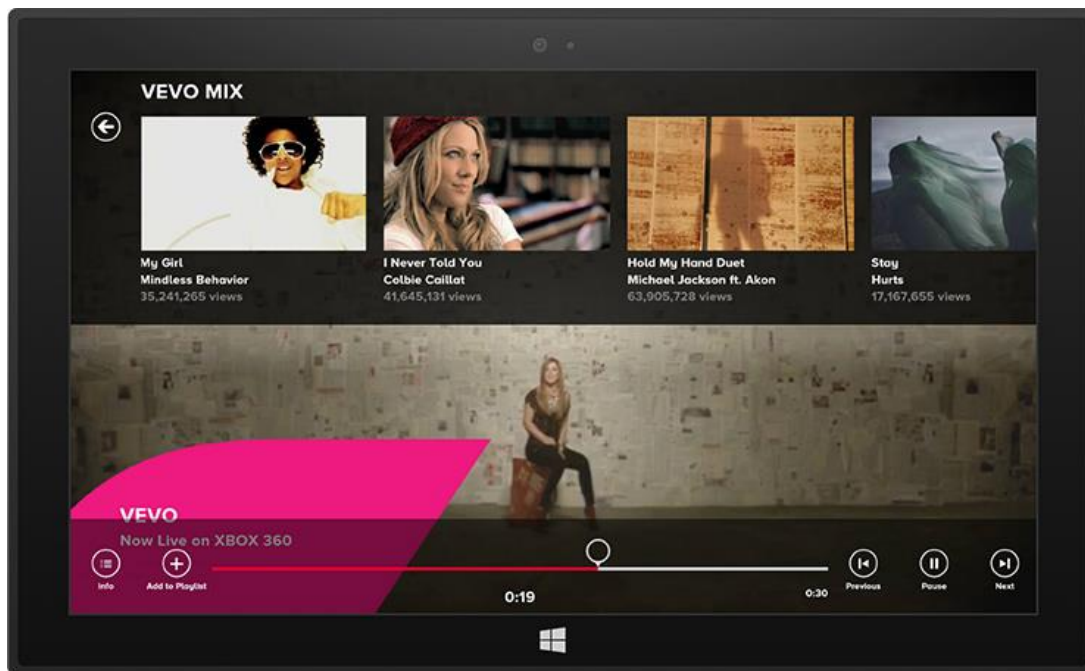 VEVO MIX
My Girl
Mindless Behavior
35,241,265 views
I Never Told You
Colbie Caillat
41,645,131 views
Hold My Hand Duet
Michael Jackson ft. Akon
63,905,728 views
Stay
Hurts
17,167,655 views
VEVO
Now Live on XBOX 360
Info
Add to Playlist
0:19
0:30
Previous
Pause
Next